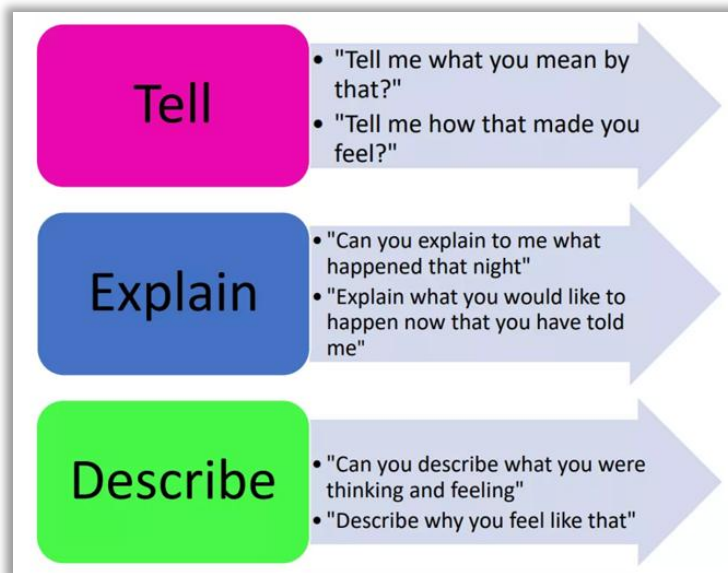 Tell
• "Tell me what you mean by
that?"
• "Tell me how that made you
feel?"
Explain
• "Can you explain to me what
happened that night"
• "Explain what you would like to
happen now that you have told
me"
Describe
• "Can you describe what you were
thinking and feeling"
• "Describe why you feel like that"